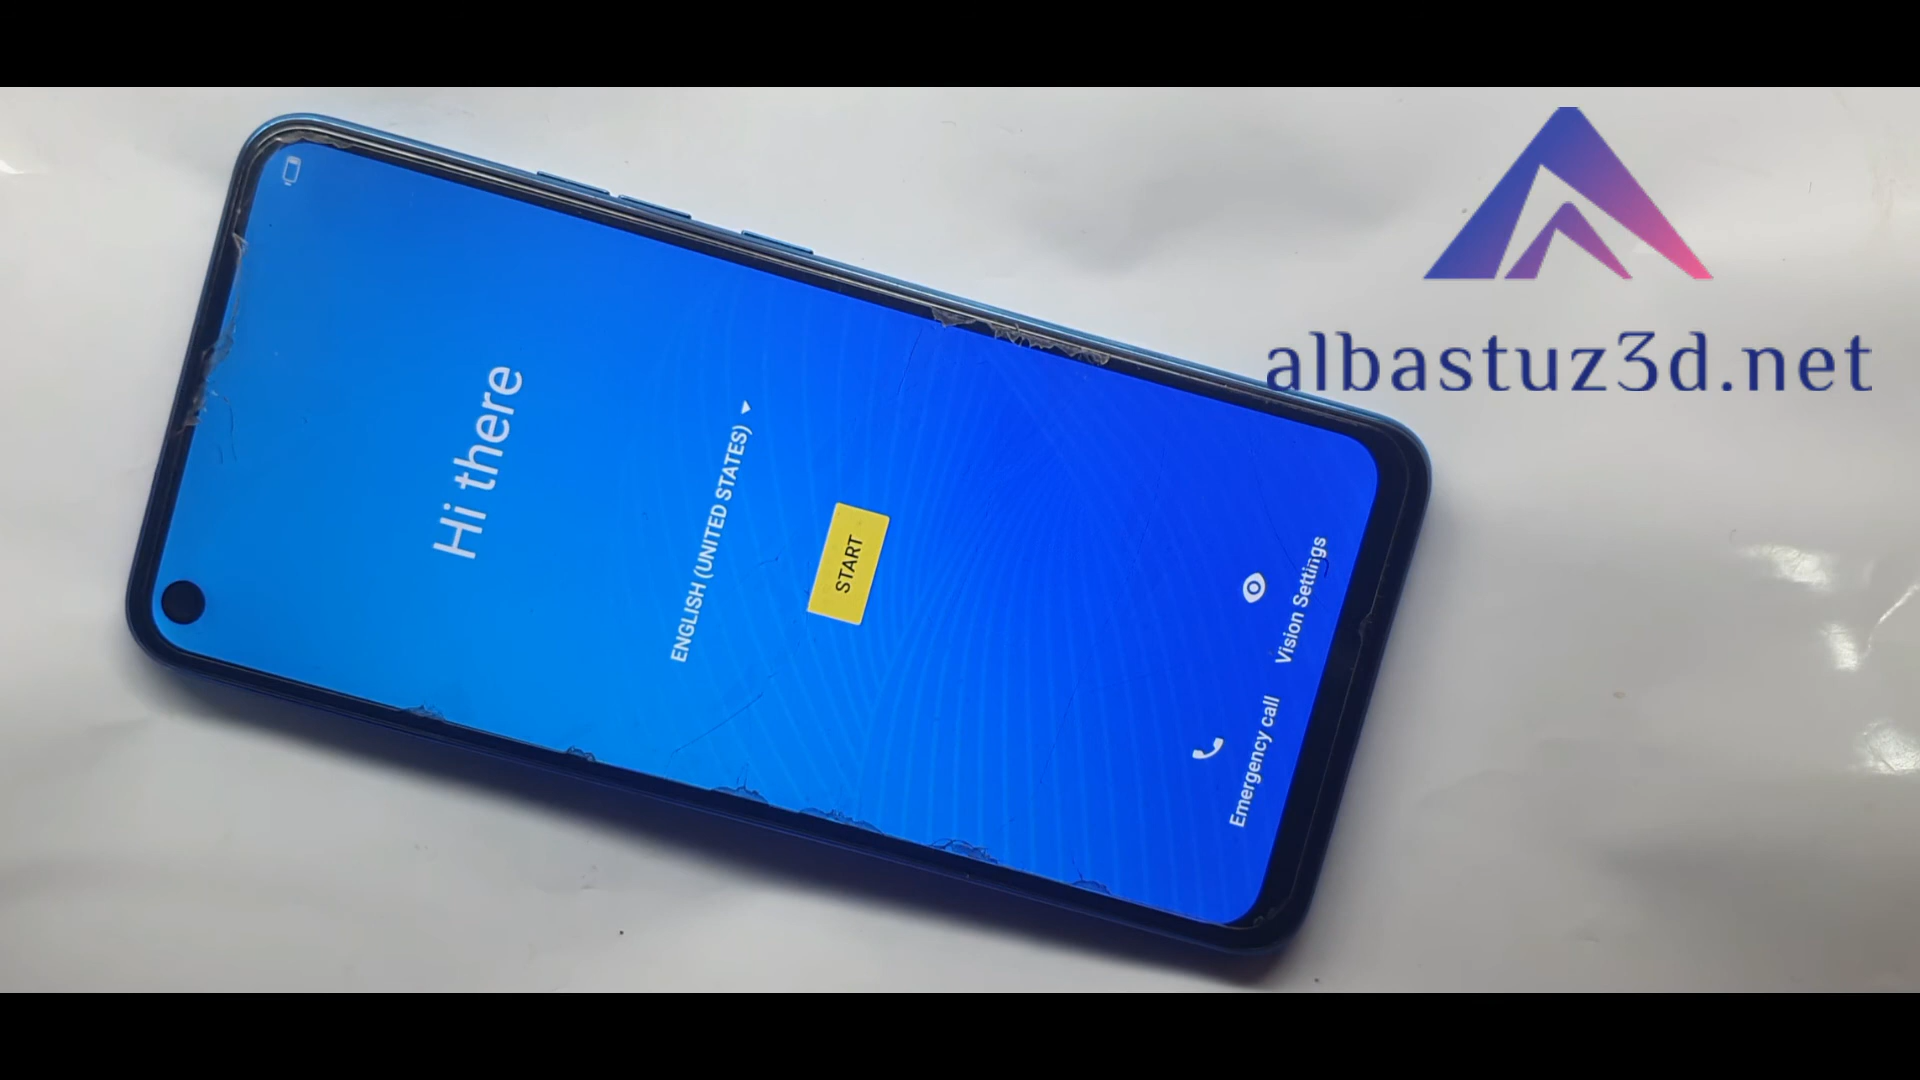 albastuz3d.net
Hi there
ENGLISH (UNITED STATES)
START
Emergency call
Vision Settings